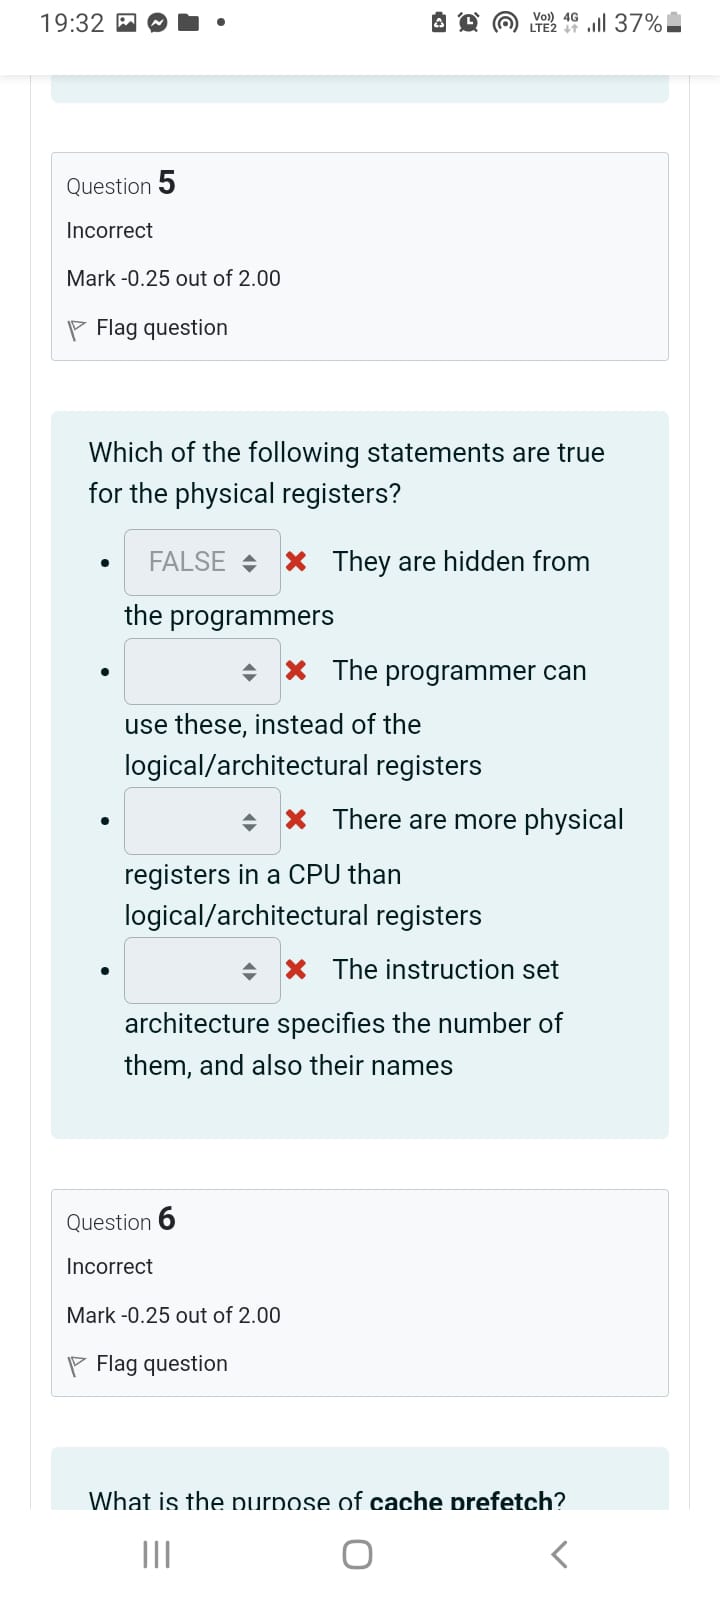 19:32 Vo)) LTE2 4G 37%
Question 5
Incorrect
Mark -0.25 out of 2.00
Flag question
Which of the following statements are true
for the physical registers?
FALSE They are hidden from
the programmers
The programmer can
use these, instead of the
logical/architectural registers
There are more physical
registers in a CPU than
logical/architectural registers
The instruction set
architecture specifies the number of
them, and also their names
Question 6
Incorrect
Mark -0.25 out of 2.00
Flag question
What is the purpose of cache prefetch?